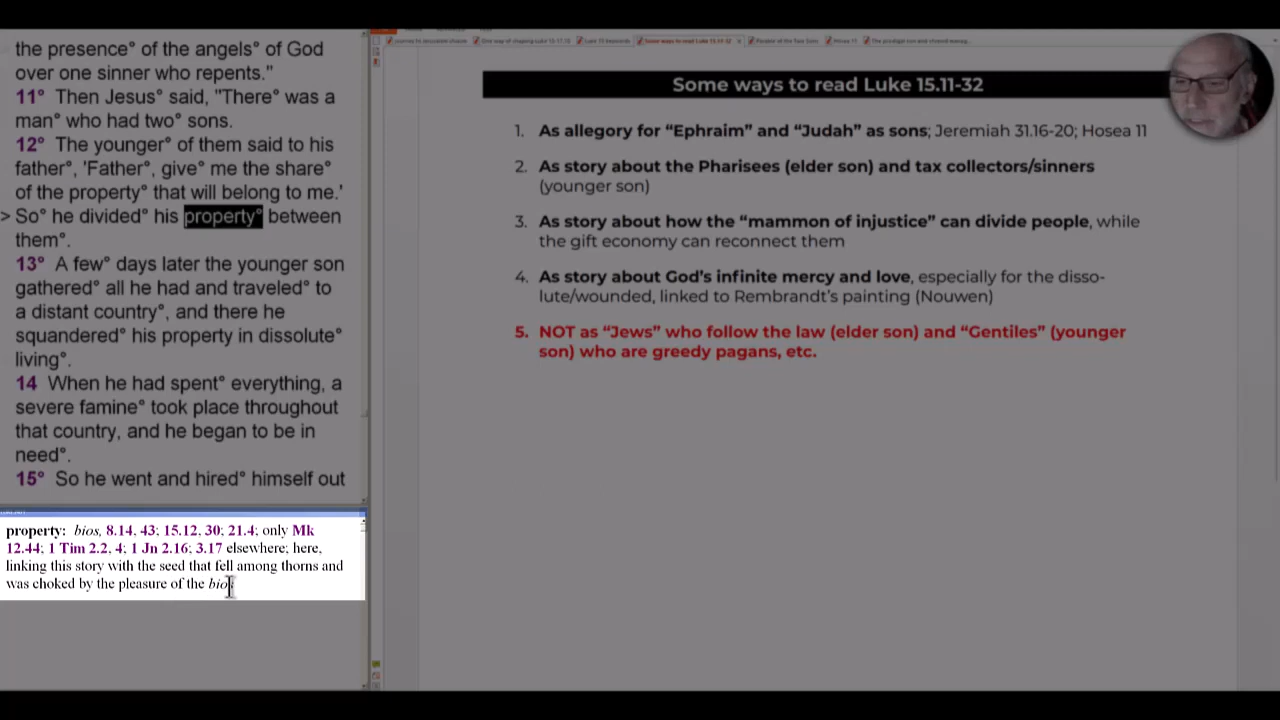 the presence° of the angels° of God
over one sinner who repents."
11° Then Jesus° said, "There° was a
man° who had two° sons.
12° The younger° of them said to his
father°, 'Father°, give° me the share°
of the property° that will belong to me.'
> So° he divided° his property° between
them°.
13° A few° days later the younger son
gathered° all he had and traveled° to
a distant country°, and there he
squandered° his property in dissolute°
living°.
14 When he had spent° everything, a
severe famine° took place throughout
that country, and he began to be in
need°.
15° So he went and hired° himself out
property: bios, 8.14, 43; 15.12, 30; 21.4; only Mk
12.44; 1 Tim 2.2, 4; 1 Jn 2.16; 3.17 elsewhere; here,
linking this story with the seed that fell among thorns and
was choked by the pleasure of the
Some ways to read Luke 15.11-32
Some ways to read Luke 15.11-32
1. As allegory for “Ephraim” and “Judah” as sons; Jeremiah 31.16-20; Hosea 11
2. As story about the Pharisees (elder son) and tax collectors/sinners
(younger son)
3. As story about how the “mammon of injustice” can divide people, while
the gift economy can reconnect them
4. As story about God’s infinite mercy and love, especially for the disso-
lute/wounded, linked to Rembrandt’s painting (Nouwen)
5. NOT as “Jews” who follow the law (elder son) and “Gentiles” (younger
son) who are greedy pagans, etc.